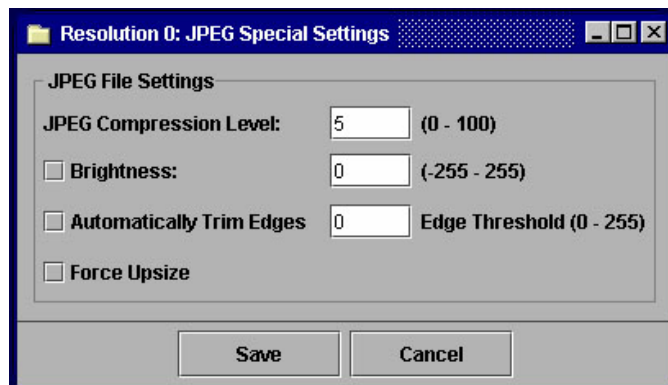 Resolution 0: JPEG Special Settings
JPEG File Settings
JPEG Compression Level: 5 (0 - 100)
Brightness: 0 (-255 - 255)
Automatically Trim Edges 0 Edge Threshold (0 - 255)
Force Upsize
Save Cancel